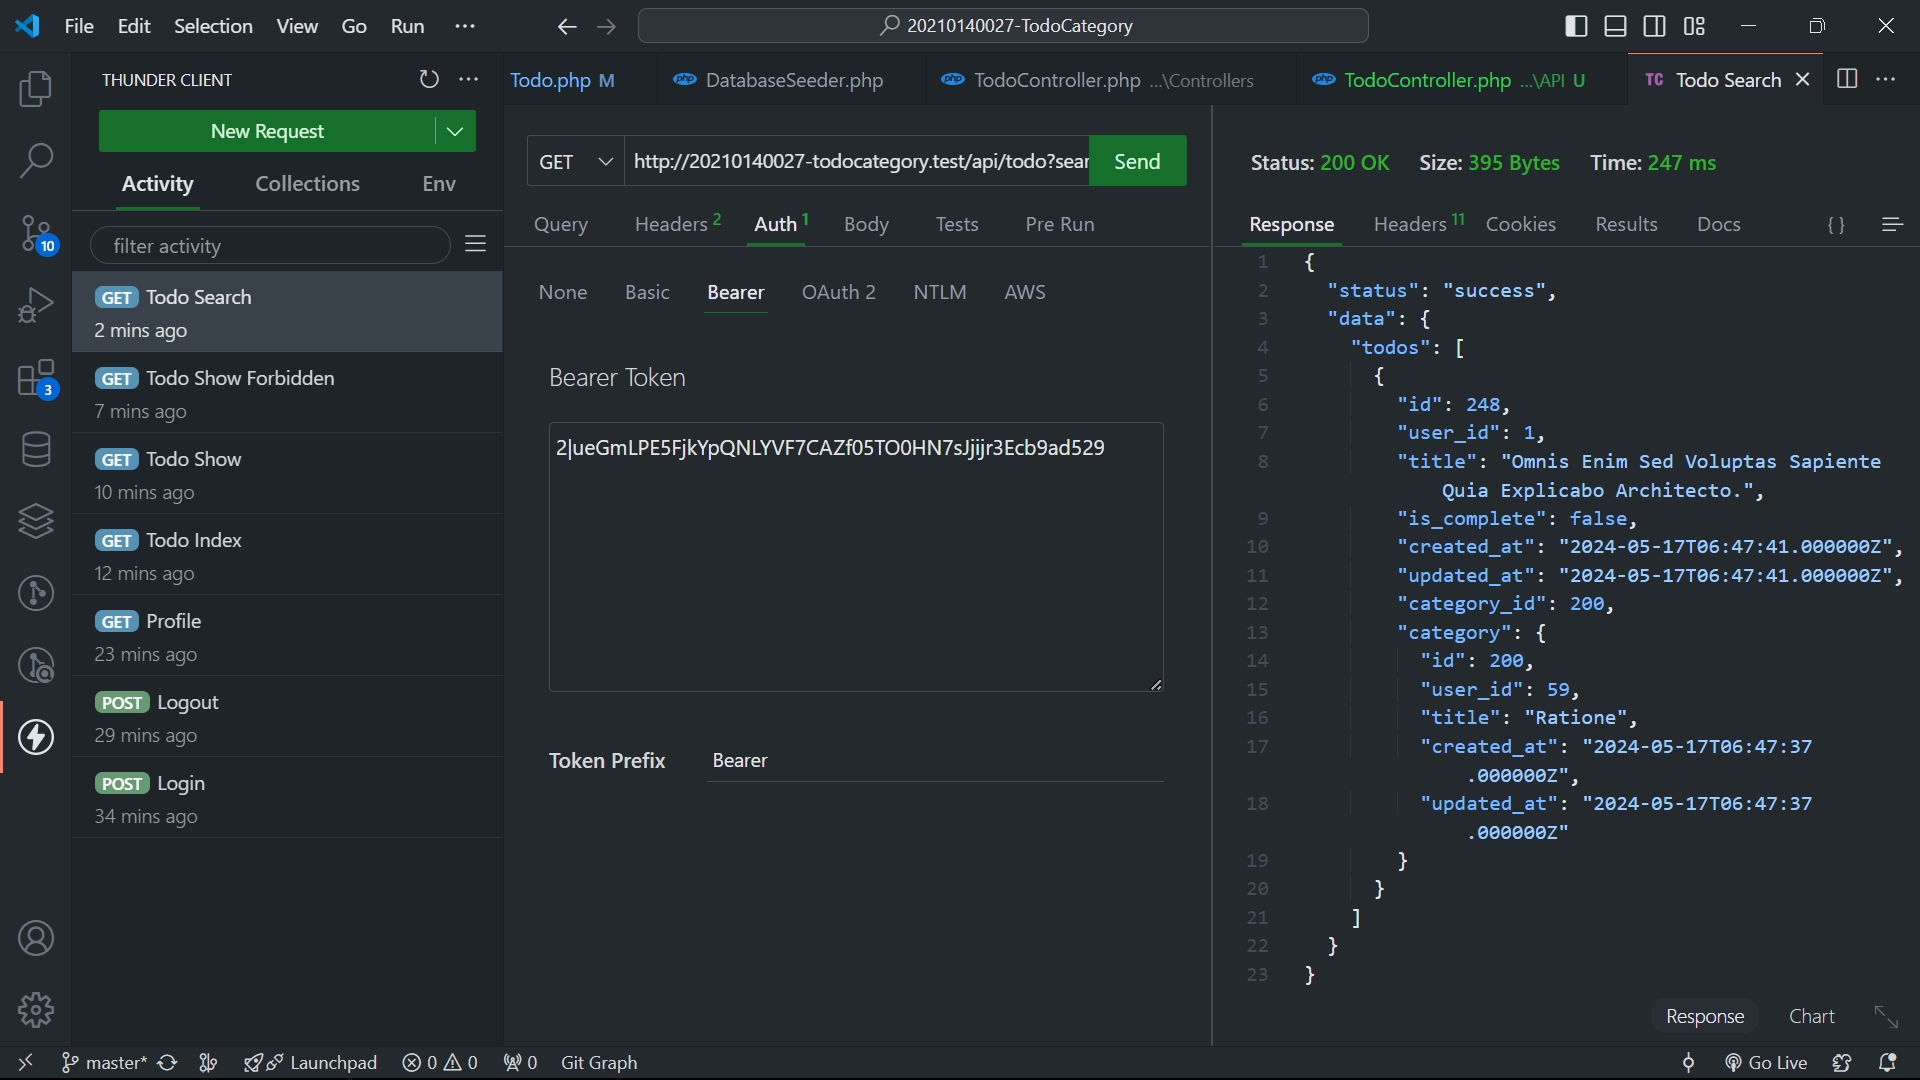 File Edit Selection View Go Run ...
20210140027-TodoCategory
THUNDER CLIENT
New Request
Activity Collections Env
filter activity
GET Todo Search
2 mins ago
GET Todo Show Forbidden
7 mins ago
GET Todo Show
10 mins ago
GET Todo Index
12 mins ago
GET Profile
23 mins ago
POST Logout
29 mins ago
POST Login
34 mins ago
10
3
Todo.php M
php DatabaseSeeder.php
php TodoController.php ...\Controllers
php TodoController.php ...\API U
TC Todo Search
GET http://20210140027-todocategory.test/api/todo?sear Send
Query Headers 2 Auth 1 Body Tests Pre Run
None Basic Bearer OAuth 2 NTLM AWS
Bearer Token
2|ueGmLPE5FjkYpQNLYVF7CAZf05TO0HN7sJjijr3Ecb9ad529
Token Prefix Bearer
Status: 200 OK Size: 395 Bytes Time: 247 ms
Response Headers 11 Cookies Results Docs { }
1 {
2 "status": "success",
3 "data": {
4 "todos": [
5 {
6 "id": 248,
7 "user_id": 1,
8 "title": "Omnis Enim Sed Voluptas Sapiente
Quia Explicabo Architecto.",
9 "is_complete": false,
10 "created_at": "2024-05-17T06:47:41.000000Z",
11 "updated_at": "2024-05-17T06:47:41.000000Z",
12 "category_id": 200,
13 "category": {
14 "id": 200,
15 "user_id": 59,
16 "title": "Ratione",
17 "created_at": "2024-05-17T06:47:37
.000000Z",
18 "updated_at": "2024-05-17T06:47:37
.000000Z"
19 }
20 }
21 ]
22 }
23 }
Response Chart
master* Launchpad 0 0 0 Git Graph Go Live